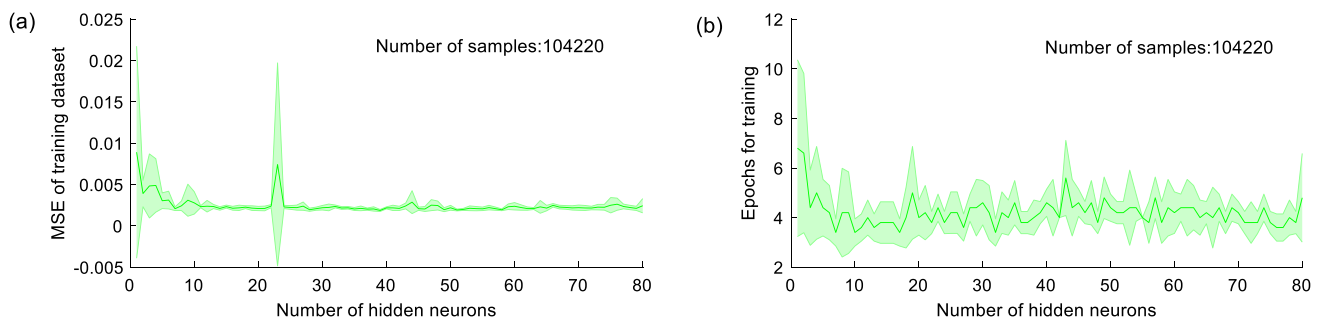 (a)
MSE of training dataset
0.025
0.02
0.015
0.01
0.005
0
-0.005
Number of samples:104220
0 10 20 30 40 50 60 70 80
Number of hidden neurons
(b)
Epochs for training
12
10
8
6
4
2
Number of samples:104220
0 10 20 30 40 50 60 70 80
Number of hidden neurons